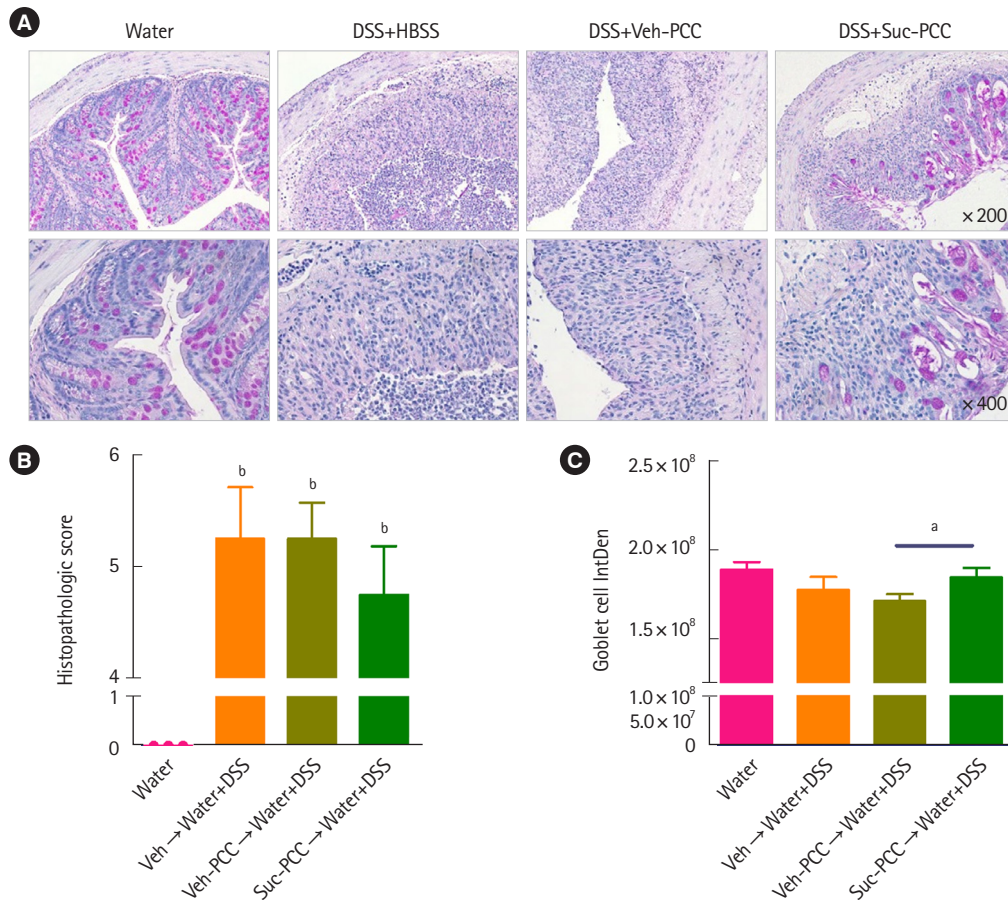 A
Water
DSS+HBSS
DSS+Veh-PCC
DSS+Suc-PCC
×200
×400
B
Histopathologic score
6
5
4
1
0
b
b
b
Water
Veh→Water+DSS
Veh-PCC→Water+DSS
Suc-PCC→Water+DSS
C
Goblet cell IntDen
2.5×10⁸
2.0×10⁸
1.5×10⁸
1.0×10⁸
5.0×10⁷
0
a
Water
Veh→Water+DSS
Veh-PCC→Water+DSS
Suc-PCC→Water+DSS